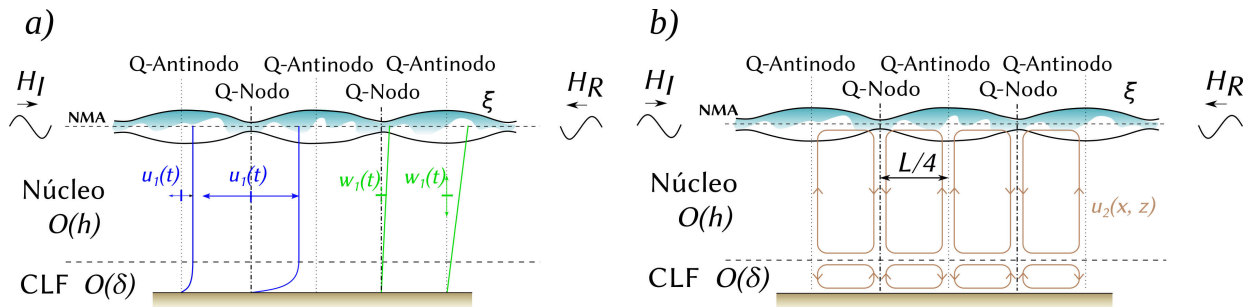 a)
Q-Antinodo Q-Antinodo Q-Antinodo
Q-Nodo Q-Nodo
H_I H_R
ξ
NMA
u_1(t) u_1(t) w_1(t) w_1(t)
Núcleo
O(h)
CLF O(δ)
b)
Q-Antinodo Q-Antinodo Q-Antinodo
Q-Nodo Q-Nodo
H_I H_R
ξ
NMA
L/4
Núcleo
O(h)
u_2(x, z)
CLF O(δ)